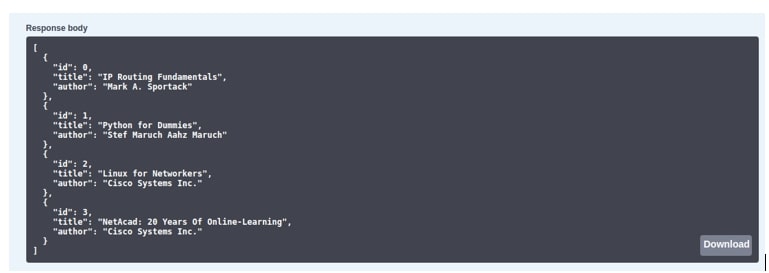 Response body
[
  {
    "id": 0,
    "title": "IP Routing Fundamentals",
    "author": "Mark A. Sportack"
  },
  {
    "id": 1,
    "title": "Python for Dummies",
    "author": "Stef Maruch Aahz Maruch"
  },
  {
    "id": 2,
    "title": "Linux for Networkers",
    "author": "Cisco Systems Inc."
  },
  {
    "id": 3,
    "title": "NetAcad: 20 Years Of Online-Learning",
    "author": "Cisco Systems Inc."
  }
]
Download